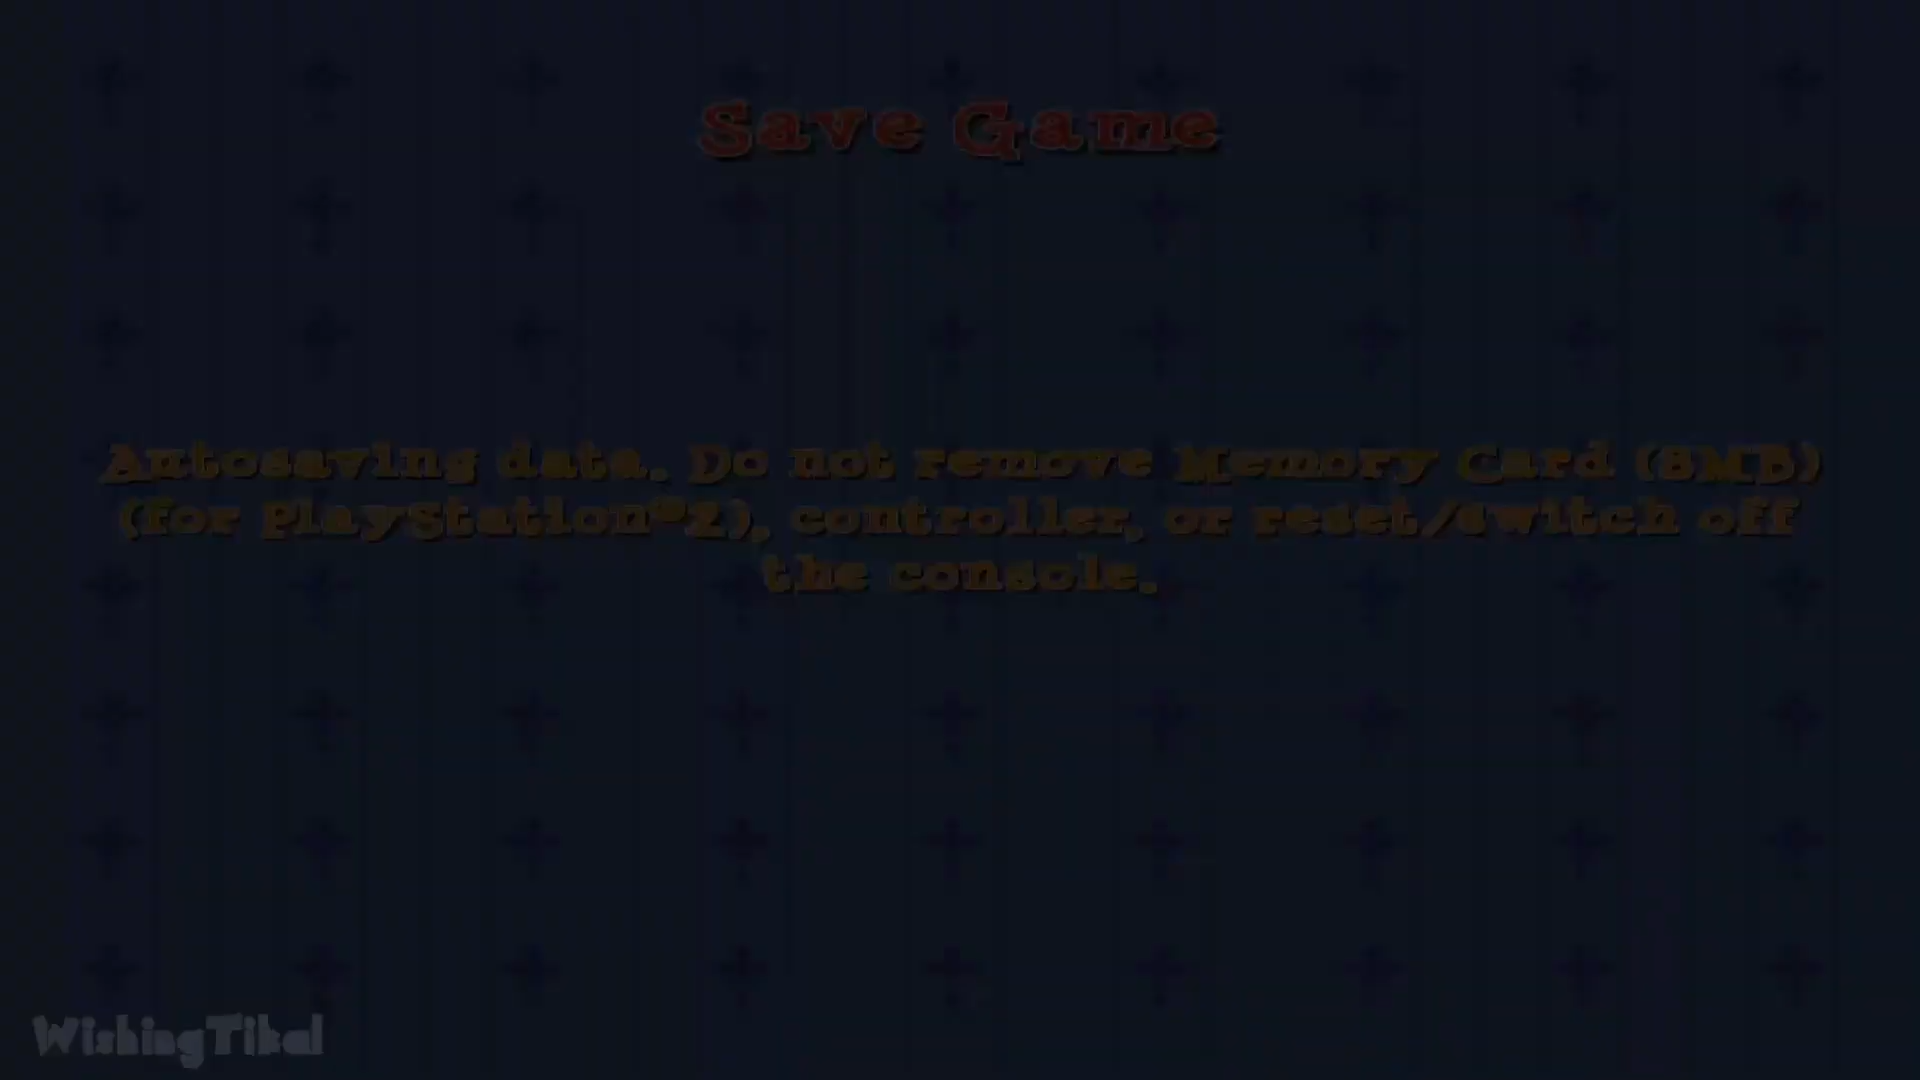 Save Game
Autosaving data. Do not remove Memory Card (8MB)
(for PlayStation®2), controller, or reset/switch off
the console.
WishingTikal